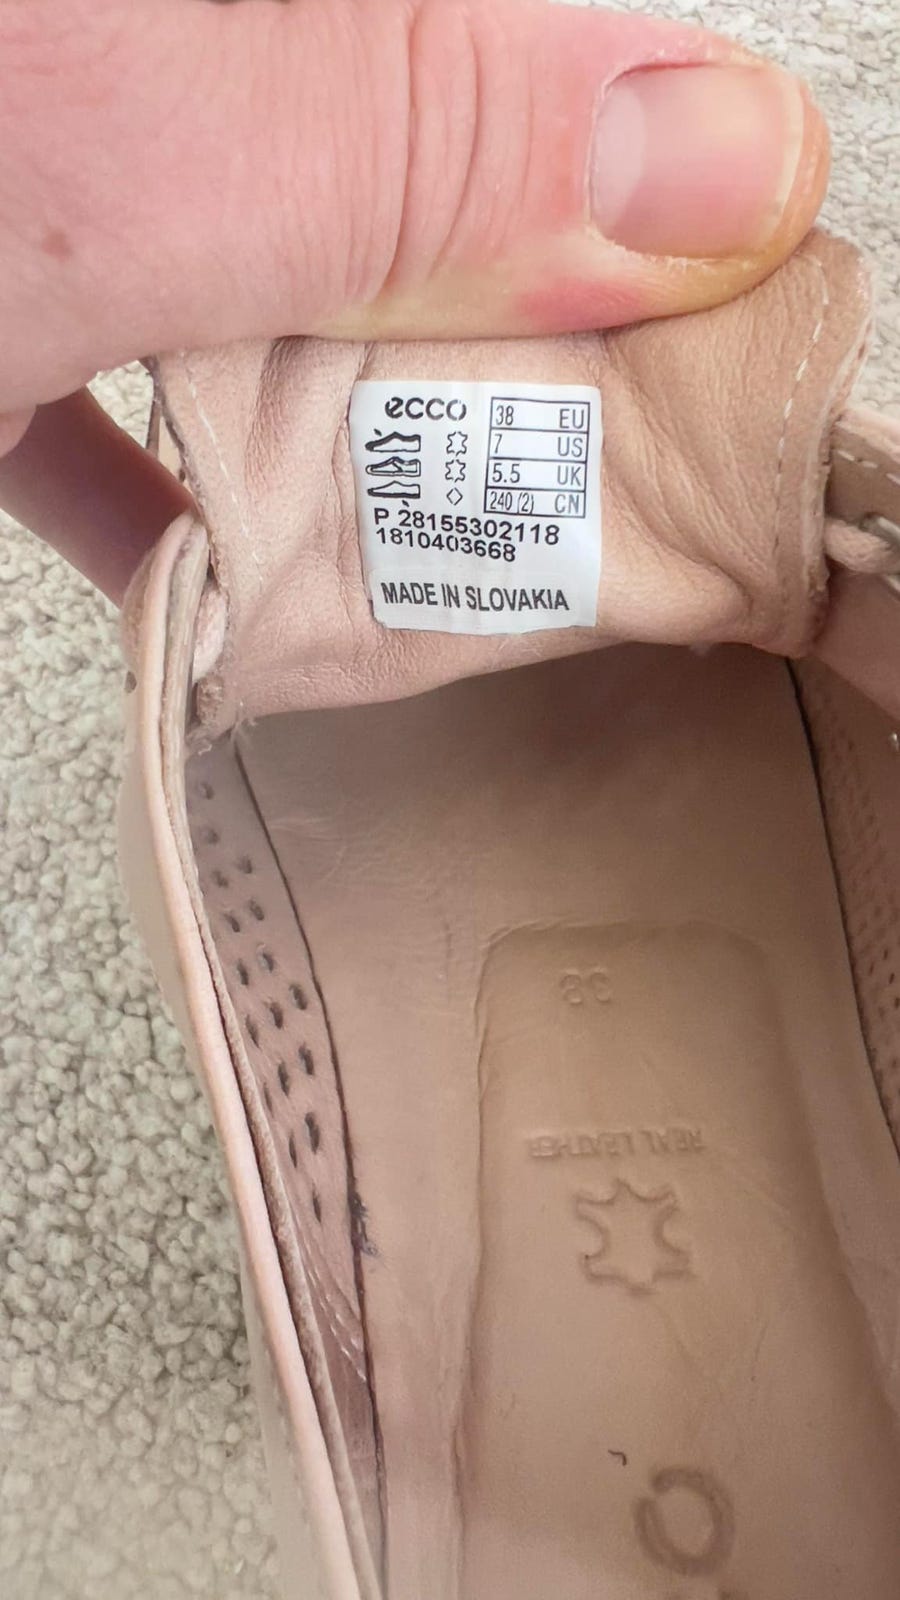 ecco
38 EU
7 US
5.5 UK
240 (2) CN
P 28155302118
1810403668
MADE IN SLOVAKIA
38
REAL LEATHER